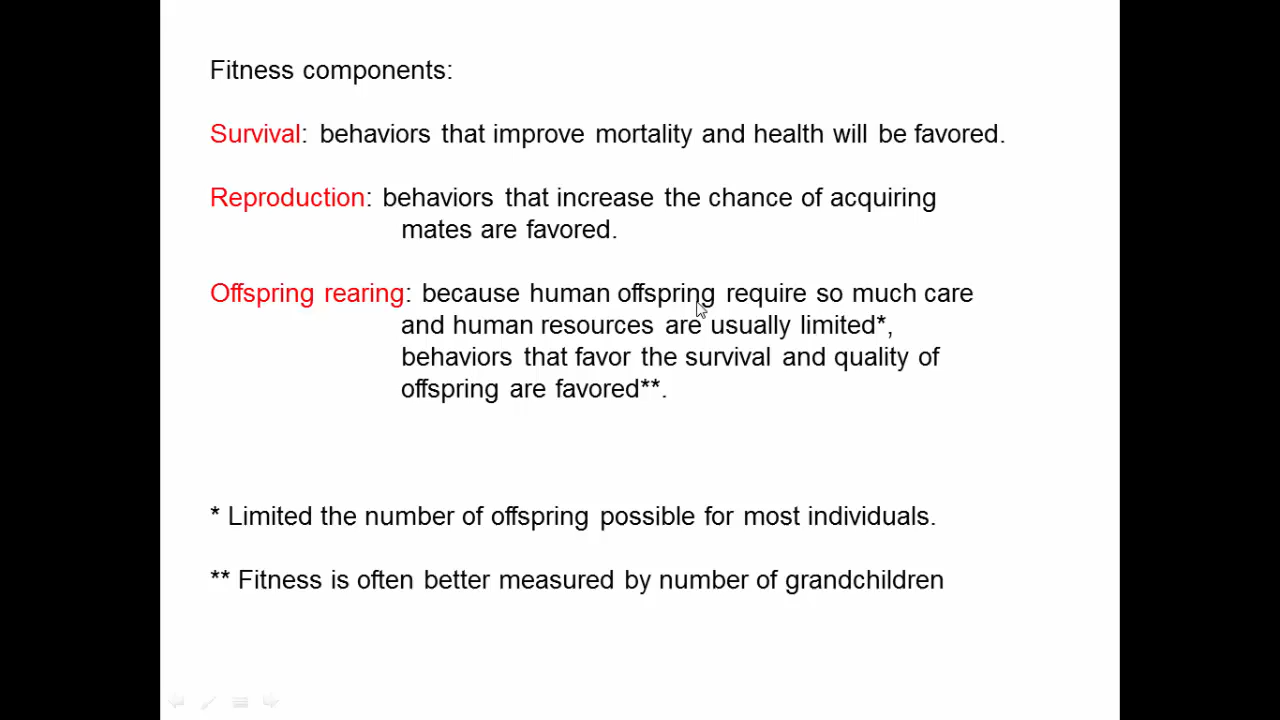 Fitness components:
Survival: behaviors that improve mortality and health will be favored.
Reproduction: behaviors that increase the chance of acquiring
mates are favored.
Offspring rearing: because human offspring require so much care
and human resources are usually limited*,
behaviors that favor the survival and quality of
offspring are favored**.
* Limited the number of offspring possible for most individuals.
** Fitness is often better measured by number of grandchildren